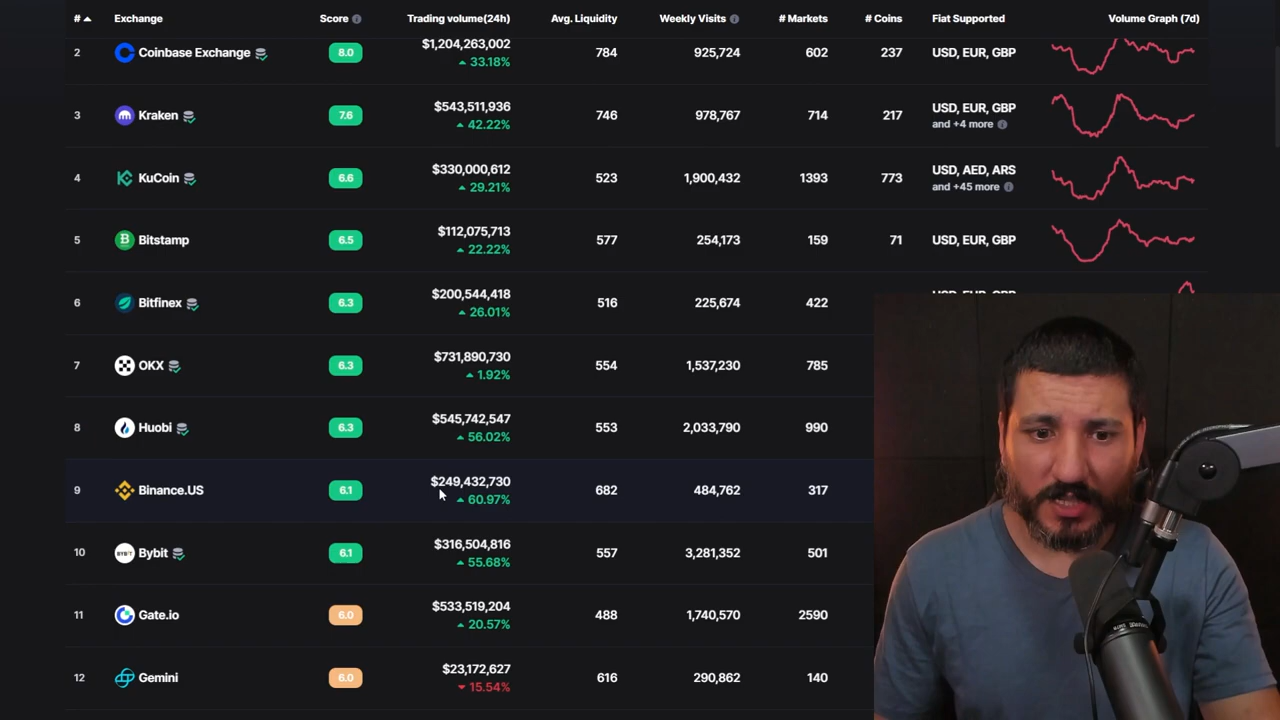 # Exchange Score Trading volume(24h) Avg. Liquidity Weekly Visits # Markets # Coins Fiat Supported Volume Graph (7d)
2 Coinbase Exchange 8.0 $1,204,263,002 784 925,724 602 237 USD, EUR, GBP
33.18%
3 Kraken 7.6 $543,511,936 746 978,767 714 217 USD, EUR, GBP
42.22% and +4 more
4 KuCoin 6.6 $330,000,612 523 1,900,432 1393 773 USD, AED, ARS
29.21% and +45 more
5 Bitstamp 6.5 $112,075,713 577 254,173 159 71 USD, EUR, GBP
22.22%
6 Bitfinex 6.3 $200,544,418 516 225,674 422
26.01%
7 OKX 6.3 $731,890,730 554 1,537,230 785
1.92%
8 Huobi 6.3 $545,742,547 553 2,033,790 990
56.02%
9 Binance.US 6.1 $249,432,730 682 484,762 317
60.97%
10 Bybit 6.1 $316,504,816 557 3,281,352 501
55.68%
11 Gate.io 6.0 $533,519,204 488 1,740,570 2590
20.57%
12 Gemini 6.0 $23,172,627 616 290,862 140
15.54%